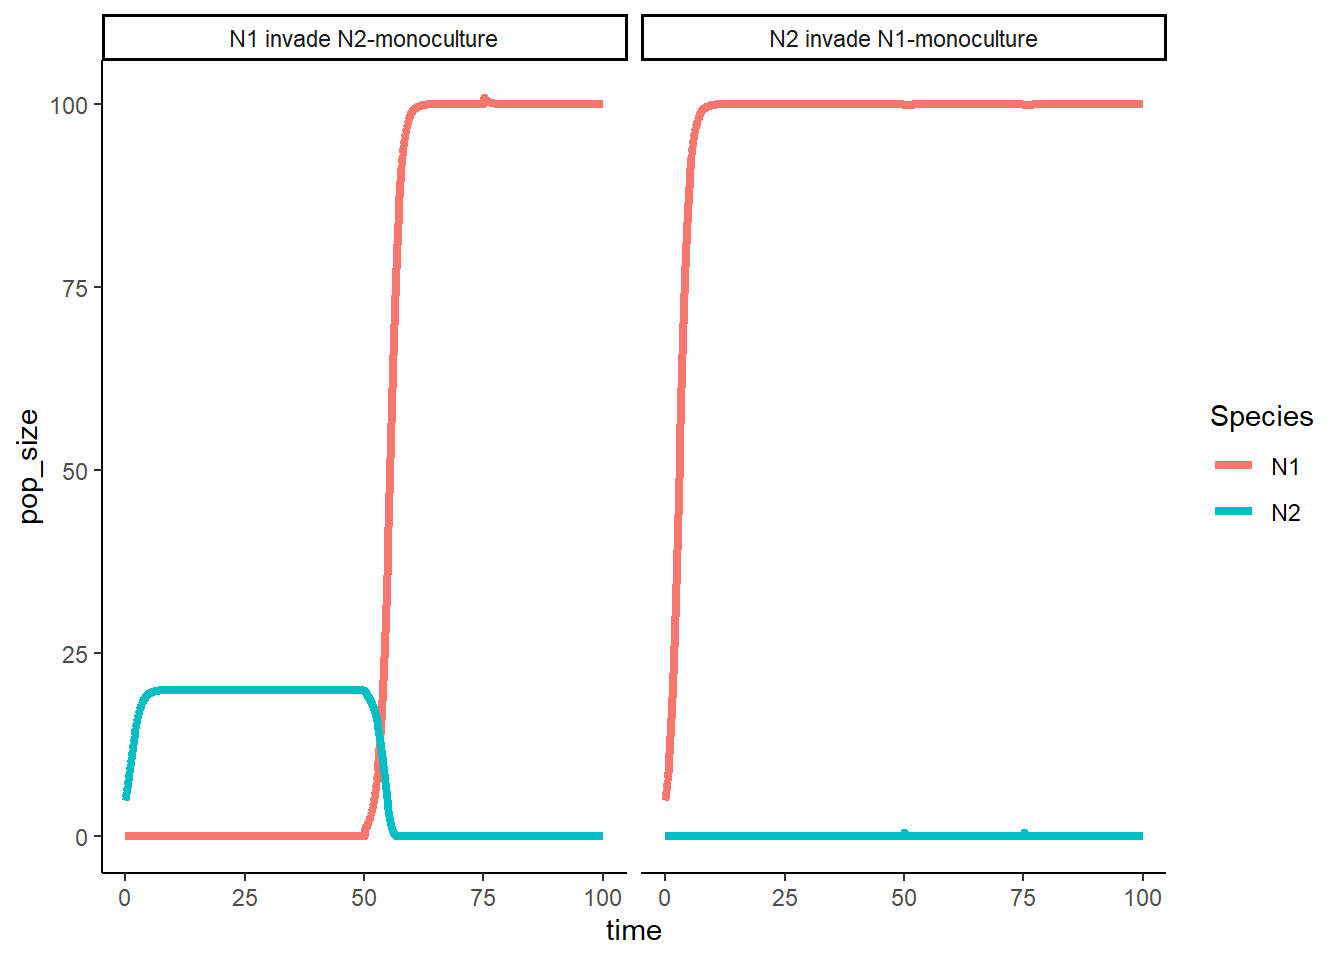 N1 invade N2-monoculture
N2 invade N1-monoculture
100
75
50
25
0
pop_size
0 25 50 75 100
0 25 50 75 100
time
Species
N1
N2